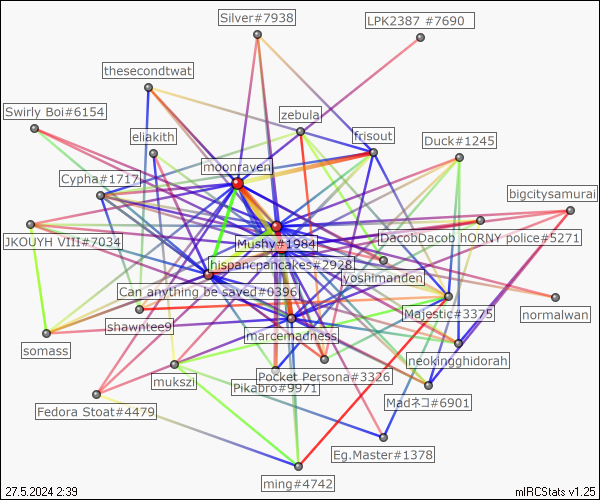 Silver#7938
LPK2387 #7690
thesecondtwat
Swirly Boi#6154
zebula
eliakith
frisout
Duck#1245
moonraven
Cypha#1717
bigcitysamurai
JKOUYH VIII#7034
Mushy#1984
DacobDacob hORNY police#5271
hispancpancakes#2928
yoshimanden
Can anything be saved#0396
Majestic#3375
normalwan
shawntee9
marcemadness
somass
neokingghidorah
mukszi
Pocket Persona#3326
Pikabro#9971
Madネコ#6901
Fedora Stoat#4479
Eg.Master#1378
ming#4742
27.5.2024 2:39
mIRCStats v1.25